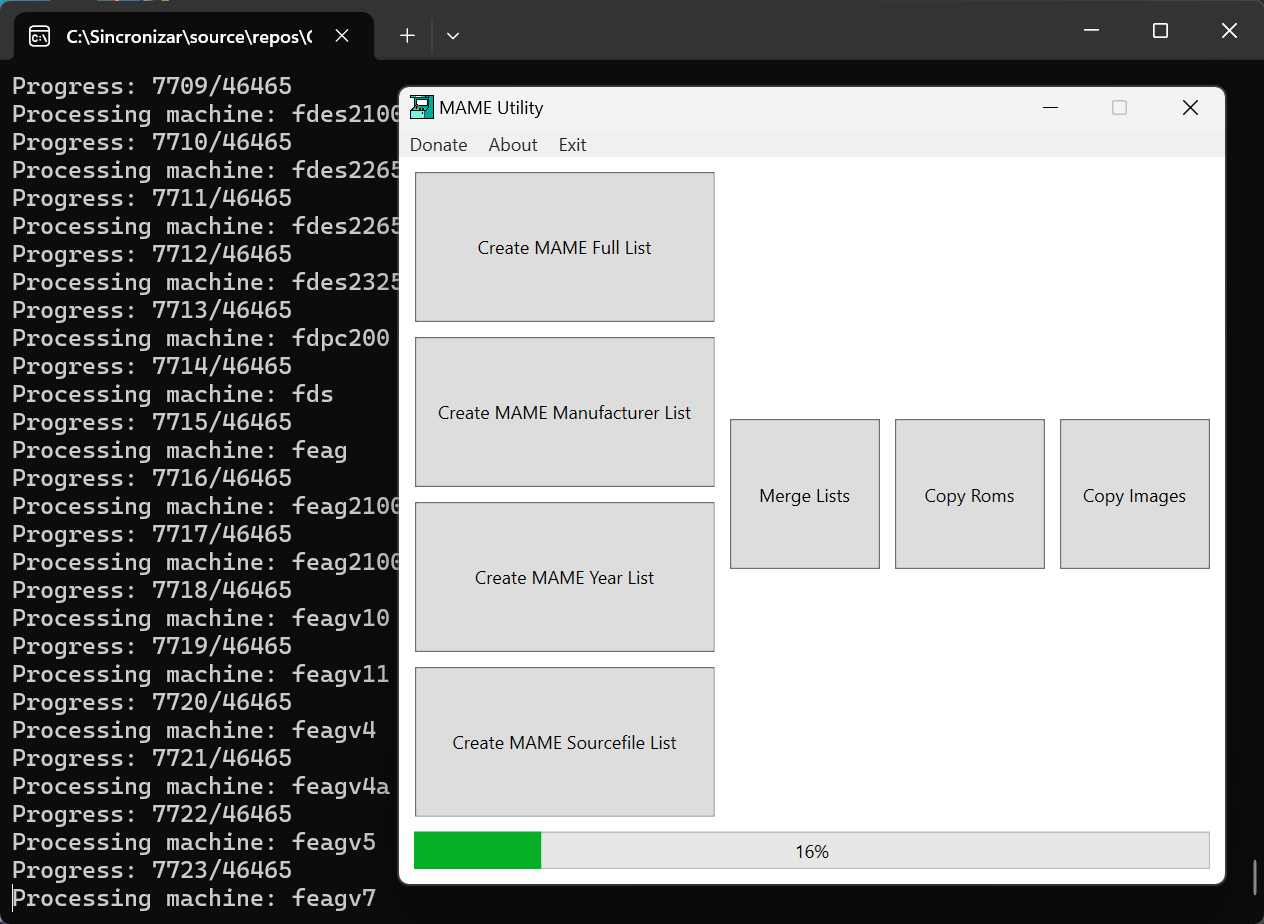 C:\Sincronizar\source\repos\
Progress: 7709/46465
Processing machine: fdes2100
Progress: 7710/46465
Processing machine: fdes2265
Progress: 7711/46465
Processing machine: fdes2265
Progress: 7712/46465
Processing machine: fdes2325
Progress: 7713/46465
Processing machine: fdpc200
Progress: 7714/46465
Processing machine: fds
Progress: 7715/46465
Processing machine: feag
Progress: 7716/46465
Processing machine: feag2100
Progress: 7717/46465
Processing machine: feag2100
Progress: 7718/46465
Processing machine: feagv10
Progress: 7719/46465
Processing machine: feagv11
Progress: 7720/46465
Processing machine: feagv4
Progress: 7721/46465
Processing machine: feagv4a
Progress: 7722/46465
Processing machine: feagv5
Progress: 7723/46465
Processing machine: feagv7
MAME Utility
Donate About Exit
Create MAME Full List
Create MAME Manufacturer List
Create MAME Year List
Create MAME Sourcefile List
Merge Lists
Copy Roms
Copy Images
16%